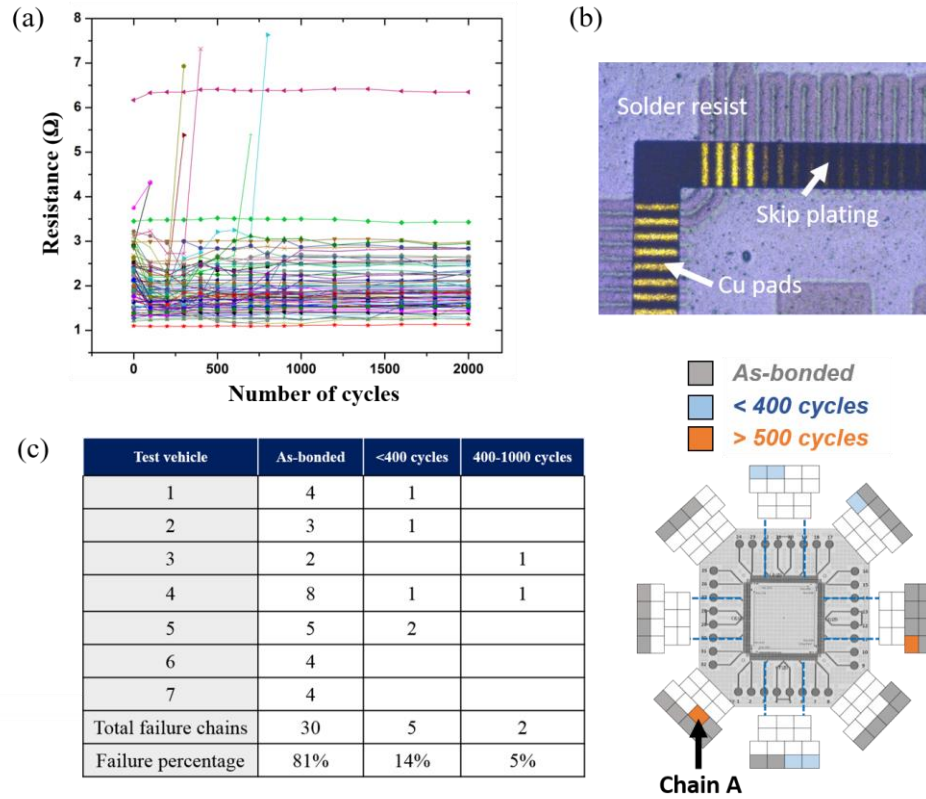 (a)
8
7
6
5
4
3
2
1
Resistance (Ω)
0 500 1000 1500 2000
Number of cycles
(b)
Solder resist
Skip plating
Cu pads
As-bonded
< 400 cycles
> 500 cycles
(c)
Test vehicle As-bonded <400 cycles 400-1000 cycles
1 4 1
2 3 1
3 2 1
4 8 1 1
5 5 2
6 4
7 4
Total failure chains 30 5 2
Failure percentage 81% 14% 5%
Chain A